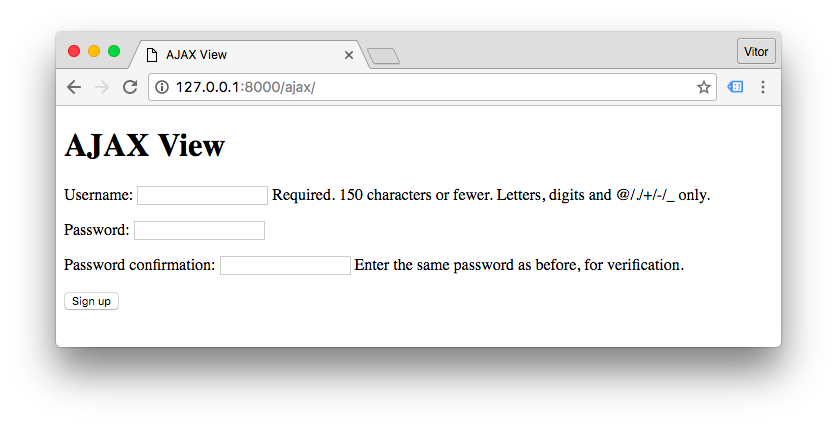 AJAX View
Vitor
127.0.0.1:8000/ajax/
AJAX View
Username: Required. 150 characters or fewer. Letters, digits and @/./+/-/_ only.
Password:
Password confirmation: Enter the same password as before, for verification.
Sign up